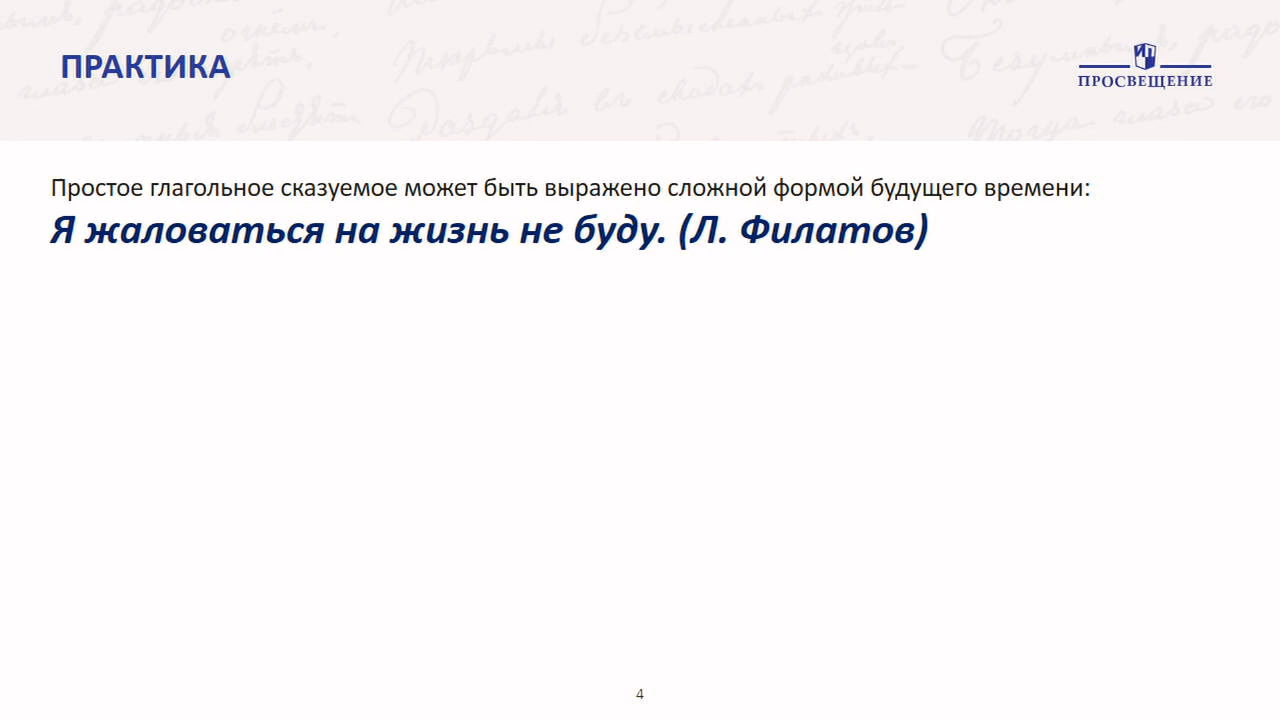 ПРАКТИКА
ПРОСВЕЩЕНИЕ
Простое глагольное сказуемое может быть выражено сложной формой будущего времени:
Я жаловаться на жизнь не буду. (Л. Филатов)
4